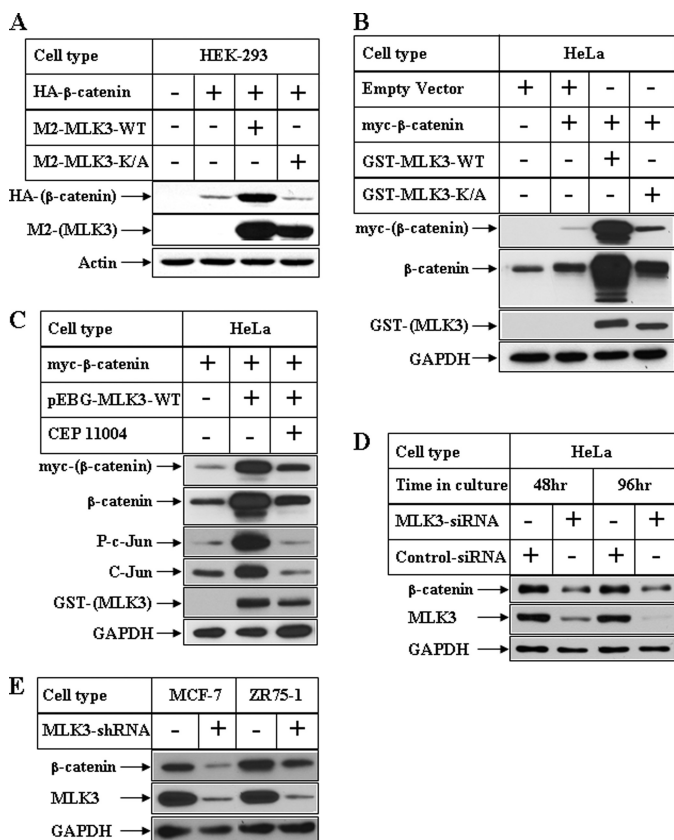 A
Cell type HEK-293
HA-β-catenin - + + +
M2-MLK3-WT - - + -
M2-MLK3-K/A - - - +
HA-(β-catenin)
M2-(MLK3)
Actin
B
Cell type HeLa
Empty Vector + + - -
myc-β-catenin - + + +
GST-MLK3-WT - - + -
GST-MLK3-K/A - - - +
myc-(β-catenin)
β-catenin
GST-(MLK3)
GAPDH
C
Cell type HeLa
myc-β-catenin + + +
pEBG-MLK3-WT - + +
CEP 11004 - - +
myc-(β-catenin)
β-catenin
P-c-Jun
C-Jun
GST-(MLK3)
GAPDH
D
Cell type HeLa
Time in culture 48hr 96hr
MLK3-siRNA - + - +
Control-siRNA + - + -
β-catenin
MLK3
GAPDH
E
Cell type MCF-7 ZR75-1
MLK3-shRNA - + - +
β-catenin
MLK3
GAPDH